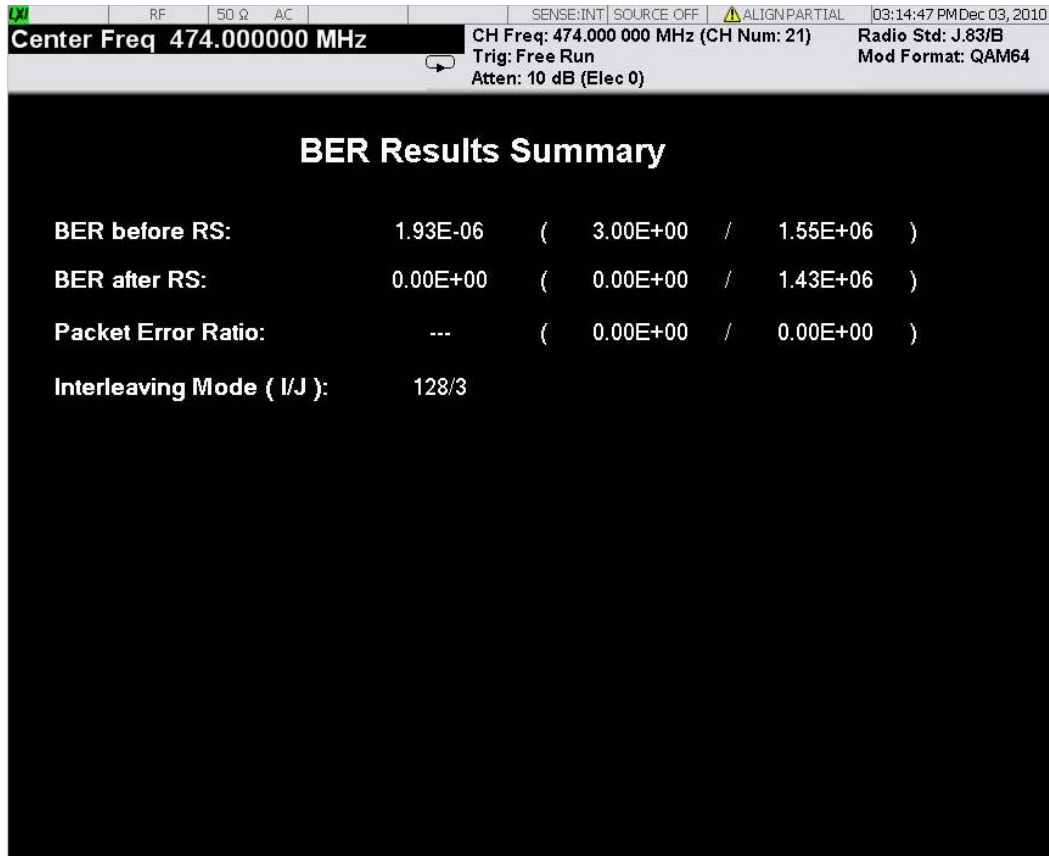 LXI RF 50 Ω AC SENSE:INT SOURCE OFF ALIGN PARTIAL 03:14:47 PM Dec 03, 2010
Center Freq 474.000000 MHz
CH Freq: 474.000 000 MHz (CH Num: 21)
Trig: Free Run
Atten: 10 dB (Elec 0)
Radio Std: J.83/B
Mod Format: QAM64
BER Results Summary
BER before RS: 1.93E-06 ( 3.00E+00 / 1.55E+06 )
BER after RS: 0.00E+00 ( 0.00E+00 / 1.43E+06 )
Packet Error Ratio: --- ( 0.00E+00 / 0.00E+00 )
Interleaving Mode ( I/J ): 128/3